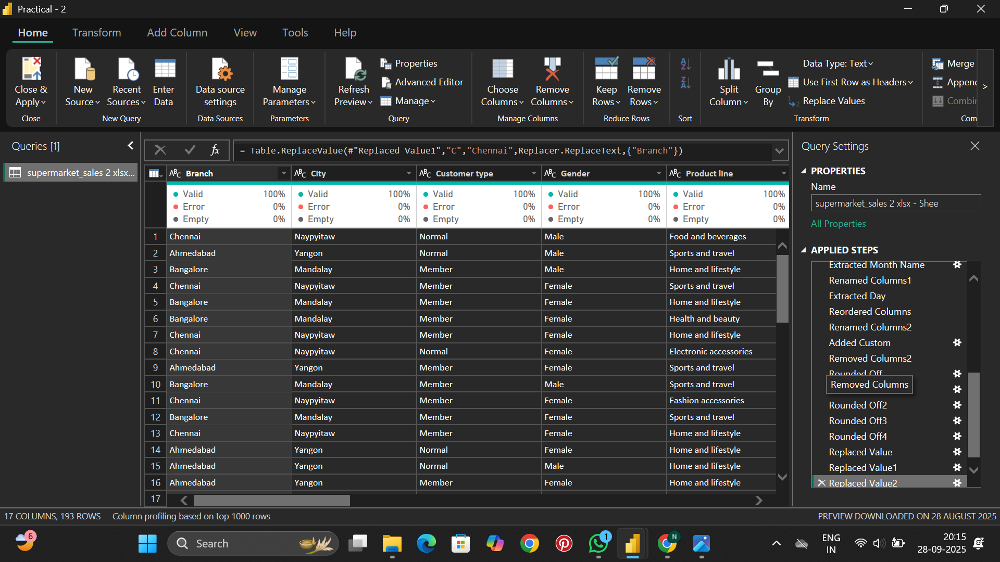 Practical - 2
Home
Transform
Add Column
View
Tools
Help
Close & Apply
New Source
Recent Sources
Enter Data
Data source settings
Manage Parameters
Refresh Preview
Properties
Advanced Editor
Manage
Choose Columns
Remove Columns
Keep Rows
Remove Rows
Split Column
Group By
Data Type: Text
Use First Row as Headers
Replace Values
Merge
Appen
Combi
Close
New Query
Data Sources
Parameters
Query
Manage Columns
Reduce Rows
Sort
Transform
Com
Queries [1]
fx
= Table.ReplaceValue(#"Replaced Value1","C","Chennai",Replacer.ReplaceText,{"Branch"})
supermarket_sales 2 xlsx...
ABC Branch ABC City ABC Customer type ABC Gender ABC Product line
Valid 100% Valid 100% Valid 100% Valid 100% Valid 100%
Error 0% Error 0% Error 0% Error 0% Error 0%
Empty 0% Empty 0% Empty 0% Empty 0% Empty 0%
1 Chennai Naypyitaw Normal Male Food and beverages
2 Ahmedabad Yangon Normal Male Sports and travel
3 Bangalore Mandalay Member Male Home and lifestyle
4 Chennai Naypyitaw Member Female Sports and travel
5 Bangalore Mandalay Member Female Home and lifestyle
6 Bangalore Mandalay Member Female Health and beauty
7 Chennai Naypyitaw Member Female Home and lifestyle
8 Chennai Naypyitaw Normal Female Electronic accessories
9 Ahmedabad Yangon Member Female Sports and travel
10 Bangalore Mandalay Member Male Sports and travel
11 Chennai Naypyitaw Member Female Fashion accessories
12 Bangalore Mandalay Member Female Sports and travel
13 Chennai Naypyitaw Member Female Home and lifestyle
14 Ahmedabad Yangon Normal Female Home and lifestyle
15 Ahmedabad Yangon Normal Male Home and lifestyle
16 Ahmedabad Yangon Member Female Home and lifestyle
17
Query Settings
PROPERTIES
Name
supermarket_sales 2 xlsx - Shee
All Properties
APPLIED STEPS
Extracted Month Name
Renamed Columns1
Extracted Day
Reordered Columns
Renamed Columns2
Added Custom
Removed Columns2
Rounded Off
Removed Columns
Rounded Off2
Rounded Off3
Rounded Off4
Replaced Value
Replaced Value1
Replaced Value2
17 COLUMNS, 193 ROWS Column profiling based on top 1000 rows
PREVIEW DOWNLOADED ON 28 AUGUST 2025
6
Search
1
N
ENG
IN
20:15
28-09-2025